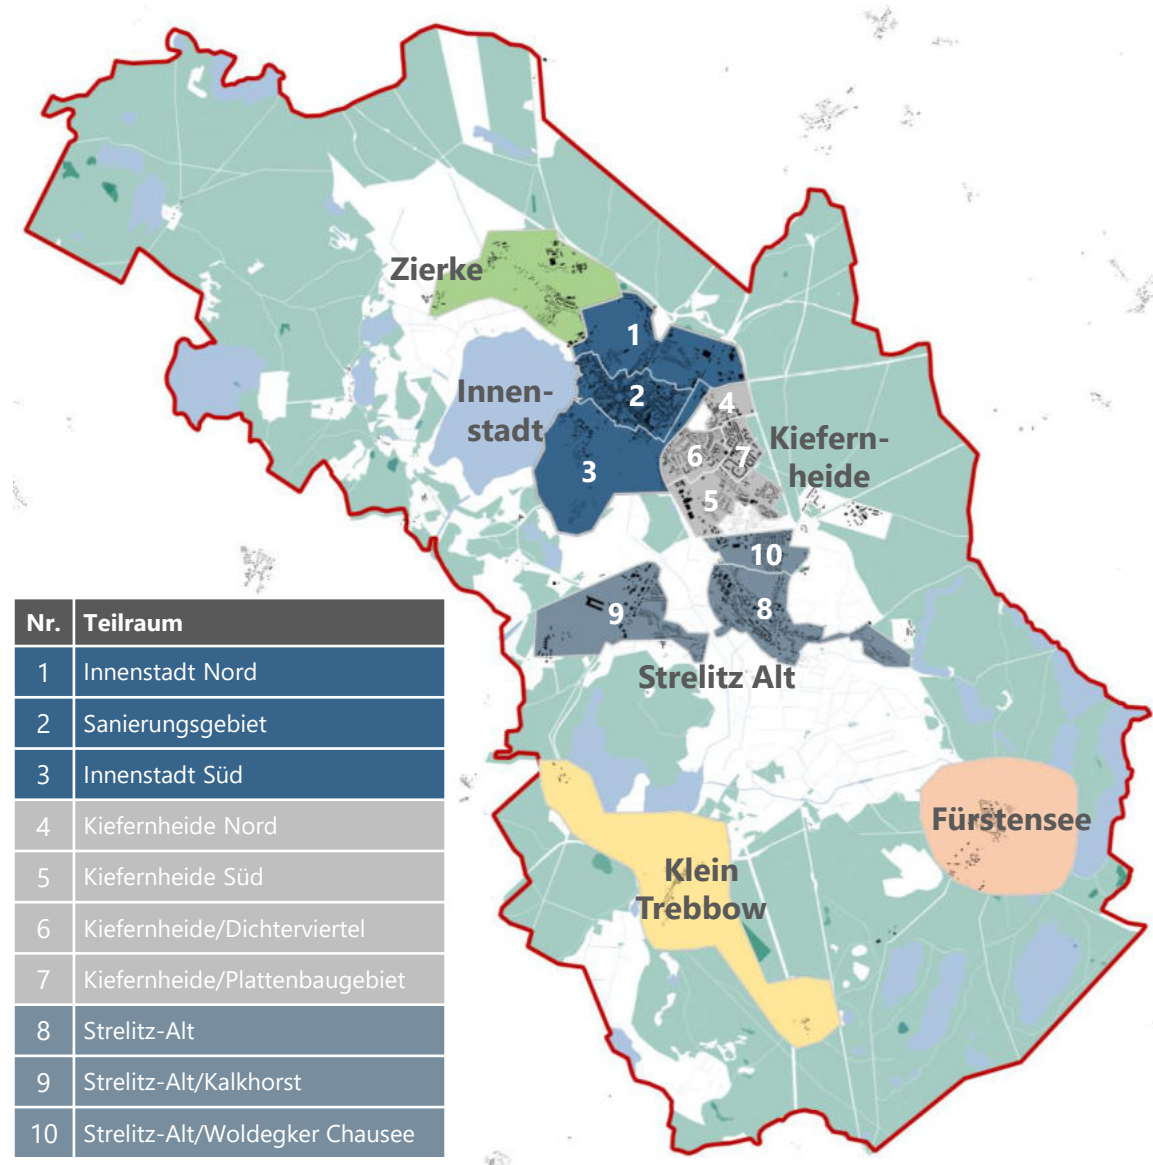 Zierke
1
Innen-
stadt
2
4
Kiefern-
heide
6
7
3
5
10
9
8
Strelitz Alt
Fürstensee
Klein
Trebbow
Nr. Teilraum
1 Innenstadt Nord
2 Sanierungsgebiet
3 Innenstadt Süd
4 Kiefernheide Nord
5 Kiefernheide Süd
6 Kiefernheide/Dichterviertel
7 Kiefernheide/Plattenbaugebiet
8 Strelitz-Alt
9 Strelitz-Alt/Kalkhorst
10 Strelitz-Alt/Woldegker Chausee